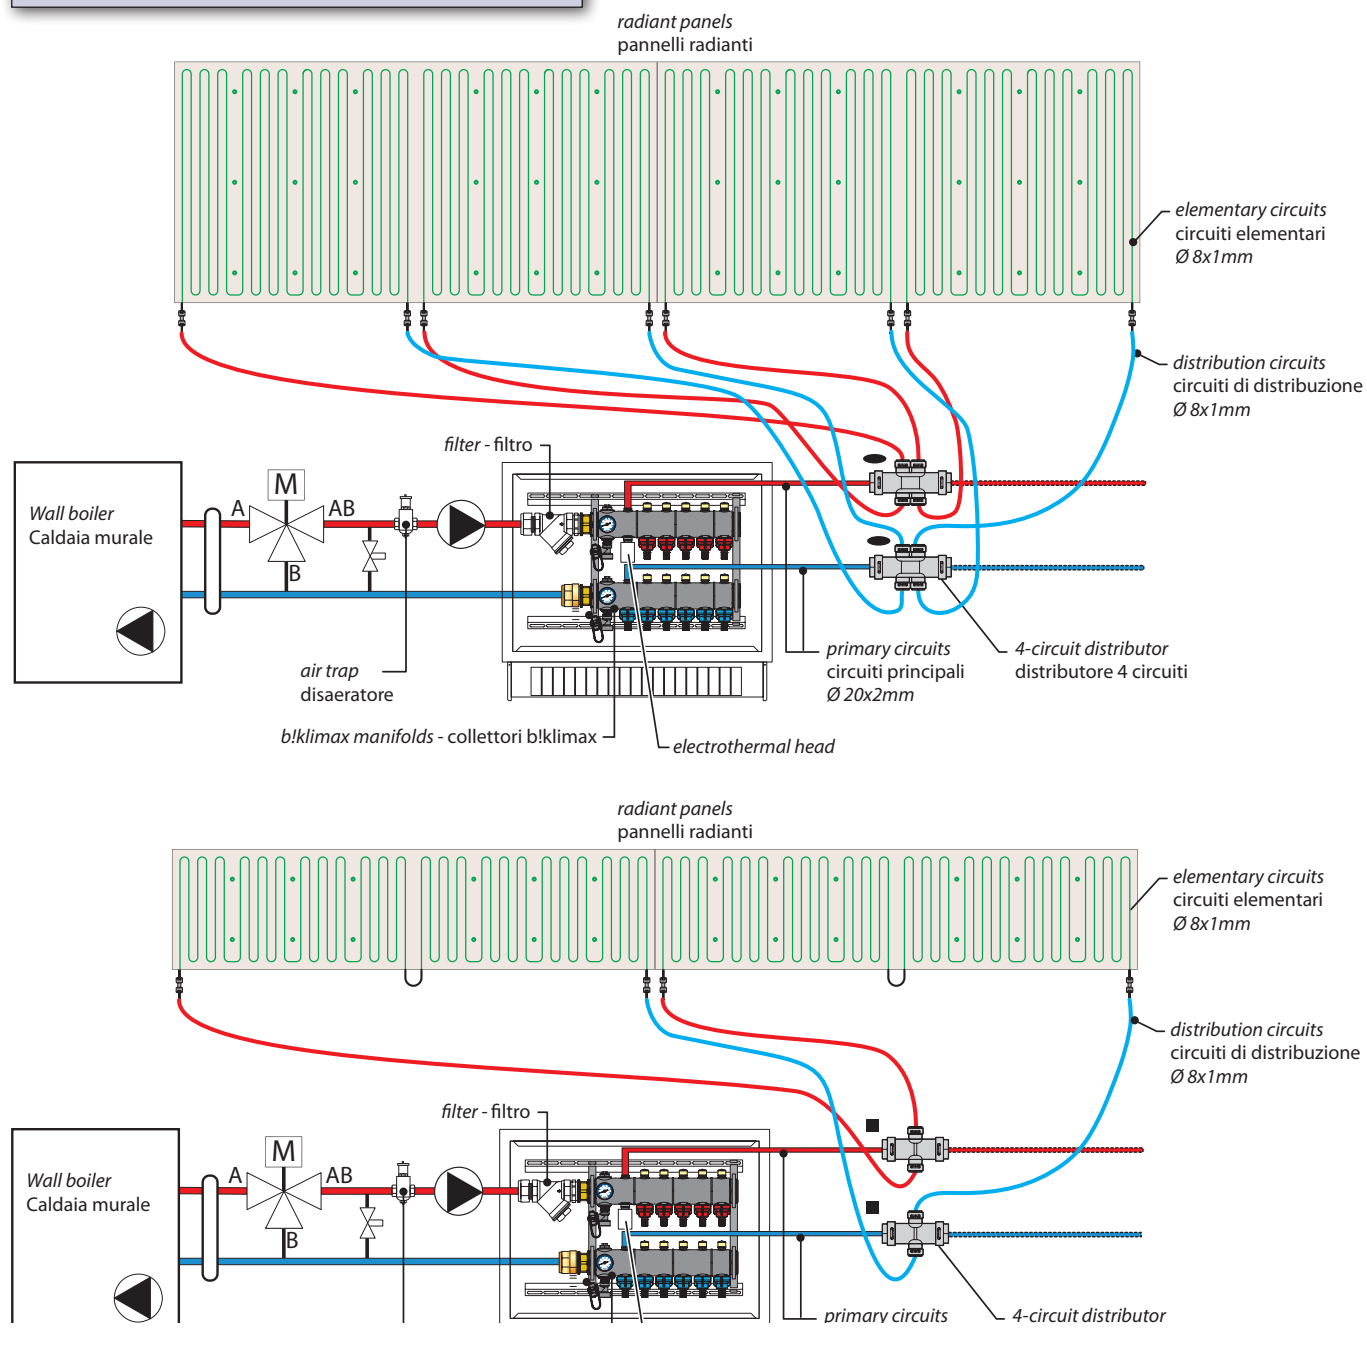 radiant panels
pannelli radianti
elementary circuits
circuiti elementari
Ø 8x1mm
distribution circuits
circuiti di distribuzione
Ø 8x1mm
filter - filtro
Wall boiler
Caldaia murale
M
A
AB
B
air trap
disaeratore
primary circuits
circuiti principali
Ø 20x2mm
4-circuit distributor
distributore 4 circuiti
b!klimax manifolds - collettori b!klimax
electrothermal head
radiant panels
pannelli radianti
elementary circuits
circuiti elementari
Ø 8x1mm
distribution circuits
circuiti di distribuzione
Ø 8x1mm
filter - filtro
Wall boiler
Caldaia murale
M
A
AB
B
primary circuits
4-circuit distributor